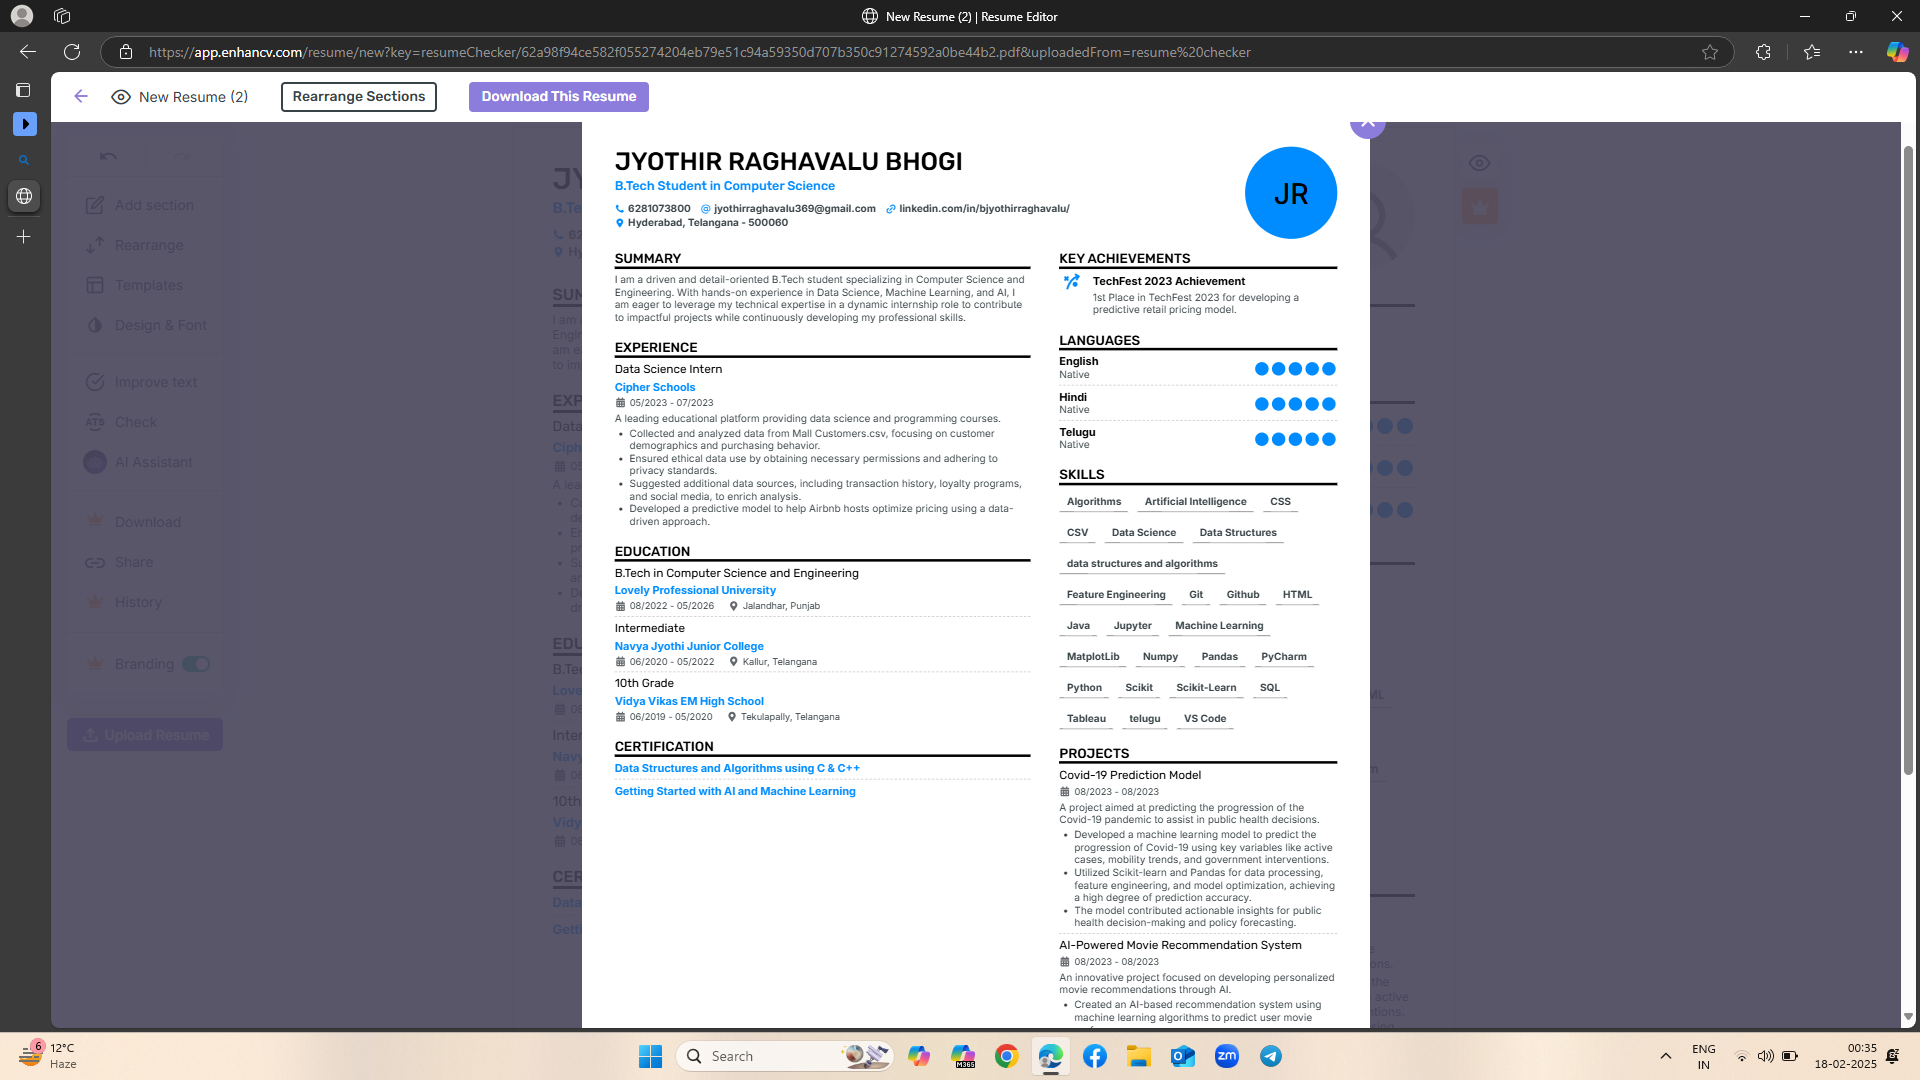 New Resume (2) | Resume Editor
https://app.enhancv.com/resume/new?key=resumeChecker/62a98f94ce582f055274204eb79e51c94a59350d707b350c91274592a0be44b2.pdf&uploadedFrom=resume%20checker
New Resume (2)
Rearrange Sections
Download This Resume
Add section
Rearrange
Templates
Design & Font
Improve text
Check
AI Assistant
Download
Share
History
Branding
Upload Resume
JYOTHIR RAGHAVALU BHOGI
B.Tech Student in Computer Science
6281073800 jyothirraghavalu369@gmail.com linkedin.com/in/bjyothirraghavalu/
Hyderabad, Telangana - 500060
JR
SUMMARY
I am a driven and detail-oriented B.Tech student specializing in Computer Science and
Engineering. With hands-on experience in Data Science, Machine Learning, and AI, I
am eager to leverage my technical expertise in a dynamic internship role to contribute
to impactful projects while continuously developing my professional skills.
EXPERIENCE
Data Science Intern
Cipher Schools
05/2023 - 07/2023
A leading educational platform providing data science and programming courses.
• Collected and analyzed data from Mall Customers.csv, focusing on customer
demographics and purchasing behavior.
• Ensured ethical data use by obtaining necessary permissions and adhering to
privacy standards.
• Suggested additional data sources, including transaction history, loyalty programs,
and social media, to enrich analysis.
• Developed a predictive model to help Airbnb hosts optimize pricing using a data-
driven approach.
EDUCATION
B.Tech in Computer Science and Engineering
Lovely Professional University
08/2022 - 05/2026 Jalandhar, Punjab
Intermediate
Navya Jyothi Junior College
06/2020 - 05/2022 Kallur, Telangana
10th Grade
Vidya Vikas EM High School
06/2019 - 05/2020 Tekulapally, Telangana
CERTIFICATION
Data Structures and Algorithms using C & C++
Getting Started with AI and Machine Learning
KEY ACHIEVEMENTS
TechFest 2023 Achievement
1st Place in TechFest 2023 for developing a
predictive retail pricing model.
LANGUAGES
English
Native
Hindi
Native
Telugu
Native
SKILLS
Algorithms Artificial Intelligence CSS
CSV Data Science Data Structures
data structures and algorithms
Feature Engineering Git Github HTML
Java Jupyter Machine Learning
MatplotLib Numpy Pandas PyCharm
Python Scikit Scikit-Learn SQL
Tableau telugu VS Code
PROJECTS
Covid-19 Prediction Model
08/2023 - 08/2023
A project aimed at predicting the progression of the
Covid-19 pandemic to assist in public health decisions.
• Developed a machine learning model to predict the
progression of Covid-19 using key variables like active
cases, mobility trends, and government interventions.
• Utilized Scikit-learn and Pandas for data processing,
feature engineering, and model optimization, achieving
a high degree of prediction accuracy.
• The model contributed actionable insights for public
health decision-making and policy forecasting.
AI-Powered Movie Recommendation System
08/2023 - 08/2023
An innovative project focused on developing personalized
movie recommendations through AI.
• Created an AI-based recommendation system using
machine learning algorithms to predict user movie
6 12°C
Haze
Search
ENG
IN
00:35
18-02-2025